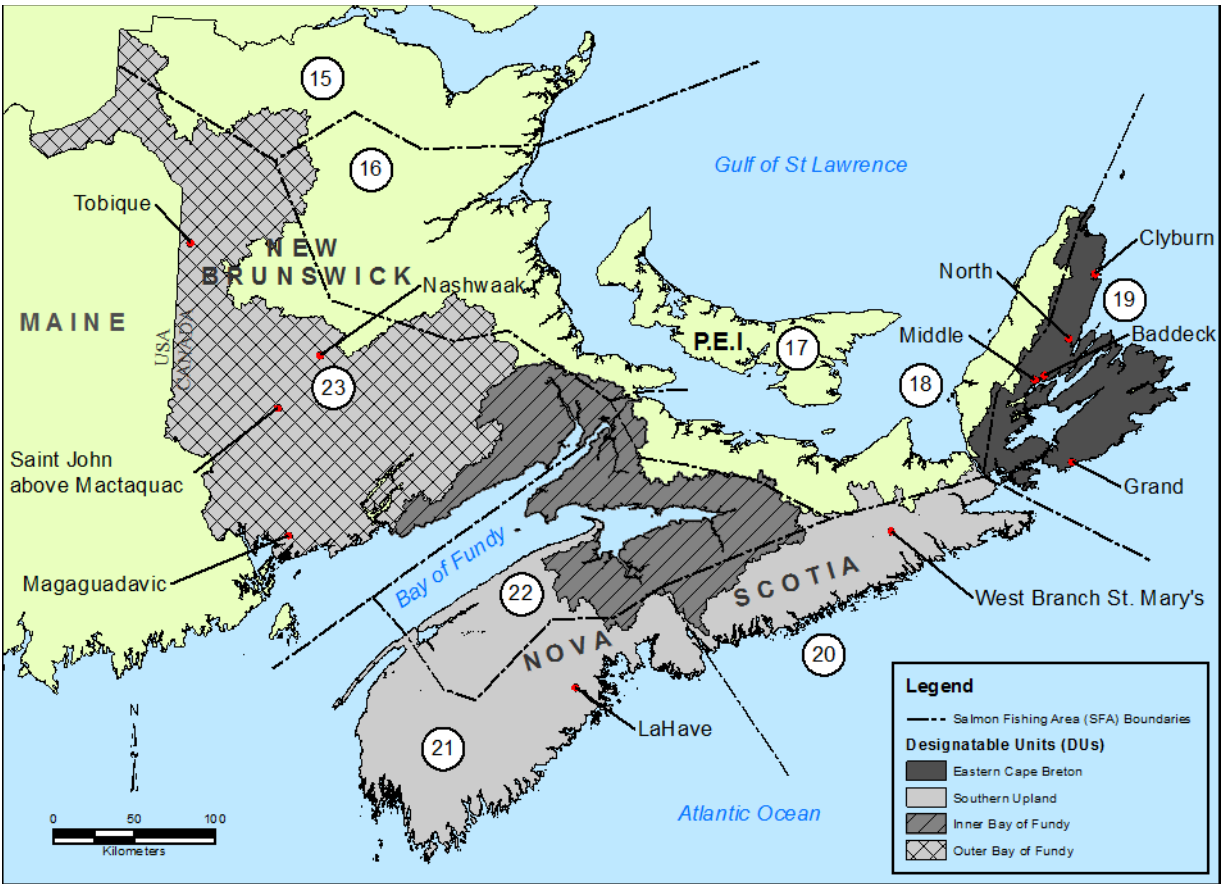 15
16
Gulf of St Lawrence
Tobique
Clyburn
NEW
BRUNSWICK
North
Nashwaak
19
MAINE
USA
CANADA
P.E.I
17
Middle
Baddeck
18
23
Saint John
above Mactaquac
Grand
Bay of Fundy
Magaguadavic
22
SCOTIA
West Branch St. Mary's
NOVA
20
LaHave
21
Atlantic Ocean
N
0 50 100
Kilometers
Legend
Salmon Fishing Area (SFA) Boundaries
Designatable Units (DUs)
Eastern Cape Breton
Southern Upland
Inner Bay of Fundy
Outer Bay of Fundy